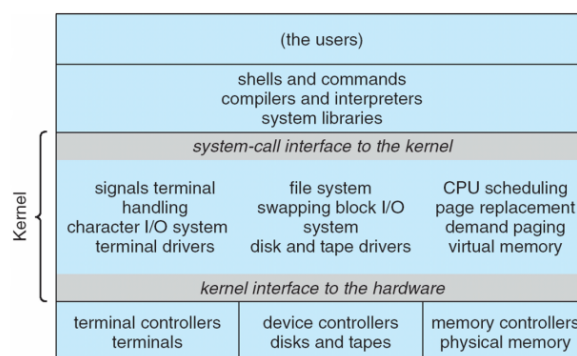 (the users)
shells and commands
compilers and interpreters
system libraries
system-call interface to the kernel
Kernel
signals terminal
handling
character I/O system
terminal drivers
file system
swapping block I/O
system
disk and tape drivers
CPU scheduling
page replacement
demand paging
virtual memory
kernel interface to the hardware
terminal controllers
terminals
device controllers
disks and tapes
memory controllers
physical memory